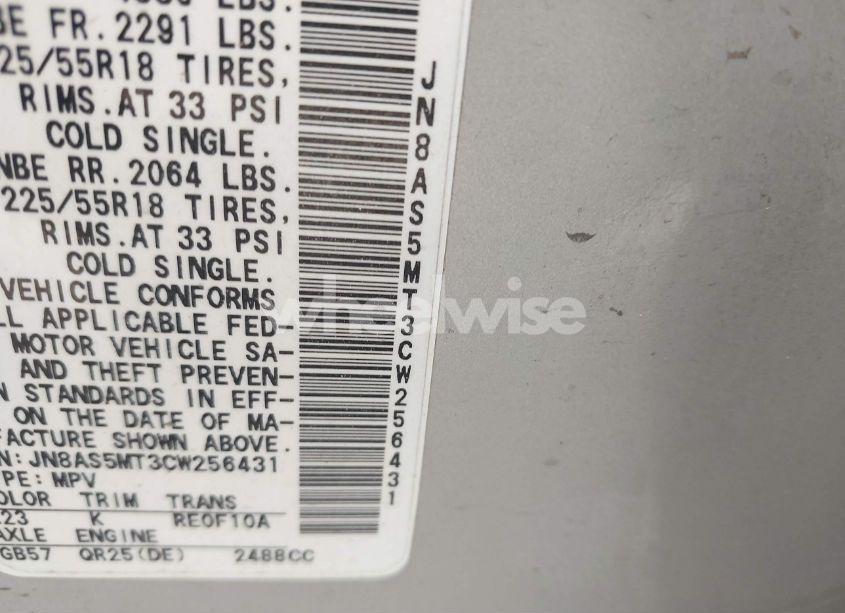 LBS.
FR.2291 LBS.
25/55R18 TIRES,
RIMS.AT 33 PSI
COLD SINGLE.
RR.2064 LBS.
225/55R18 TIRES,
RIMS.AT 33 PSI
COLD SINGLE.
VEHICLE CONFORMS
APPLICABLE FED-
MOTOR VEHICLE SA-
AND THEFT PREVEN-
STANDARDS IN EFF-
ON THE DATE OF MA-
FACTURE SHOWN ABOVE.
N: JN8AS5MT3CW256431
PE: MPV
OLOR TRIM TRANS
23 K RE0F10A
AXLE ENGINE
GB57 QR25(DE) 2488CC
JN8AS5MT3CW256431
wheelwise